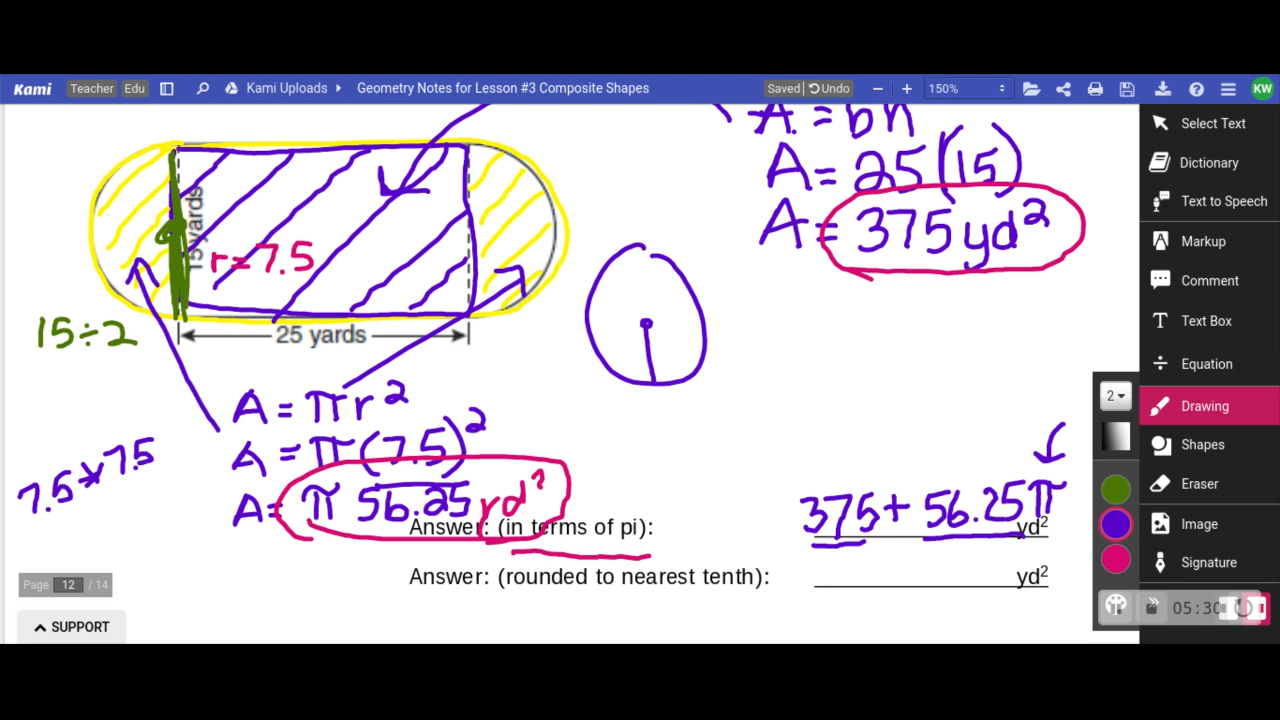 Kami Teacher Edu Kami Uploads Geometry Notes for Lesson #3 Composite Shapes Saved Undo 150% KW
A = bh
A = 25(15)
A = 375 yd²
15 yards
r = 7.5
15÷2
25 yards
A = πr²
A = π(7.5)²
7.5*7.5
A = π 56.25 yd²
375 + 56.25π
Answer: (in terms of pi): yd²
Answer: (rounded to nearest tenth): yd²
Page 12 / 14
SUPPORT
Select Text
Dictionary
Text to Speech
Markup
Comment
Text Box
Equation
2
Drawing
Shapes
Eraser
Image
Signature
05:30